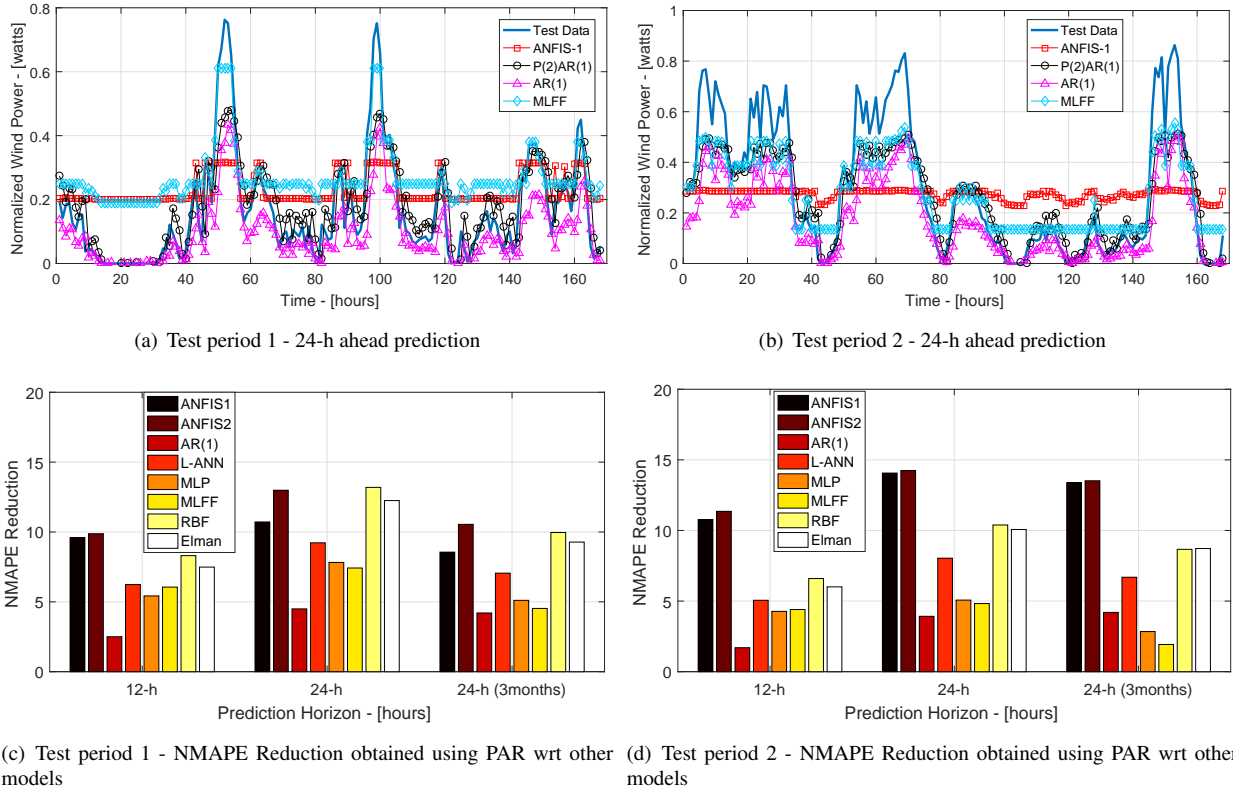 Normalized Wind Power - [watts]
0.8
0.6
0.4
0.2
0
0 20 40 60 80 100 120 140 160
Time - [hours]
Test Data
ANFIS-1
P(2)AR(1)
AR(1)
MLFF
(a) Test period 1 - 24-h ahead prediction
Normalized Wind Power - [watts]
1
0.8
0.6
0.4
0.2
0
0 20 40 60 80 100 120 140 160
Time - [hours]
Test Data
ANFIS-1
P(2)AR(1)
AR(1)
MLFF
(b) Test period 2 - 24-h ahead prediction
NMAPE Reduction
20
15
10
5
0
ANFIS1
ANFIS2
AR(1)
L-ANN
MLP
MLFF
RBF
Elman
12-h 24-h 24-h (3months)
Prediction Horizon - [hours]
(c) Test period 1 - NMAPE Reduction obtained using PAR wrt other
models
NMAPE Reduction
20
15
10
5
0
ANFIS1
ANFIS2
AR(1)
L-ANN
MLP
MLFF
RBF
Elman
12-h 24-h 24-h (3months)
Prediction Horizon - [hours]
(d) Test period 2 - NMAPE Reduction obtained using PAR wrt other
models